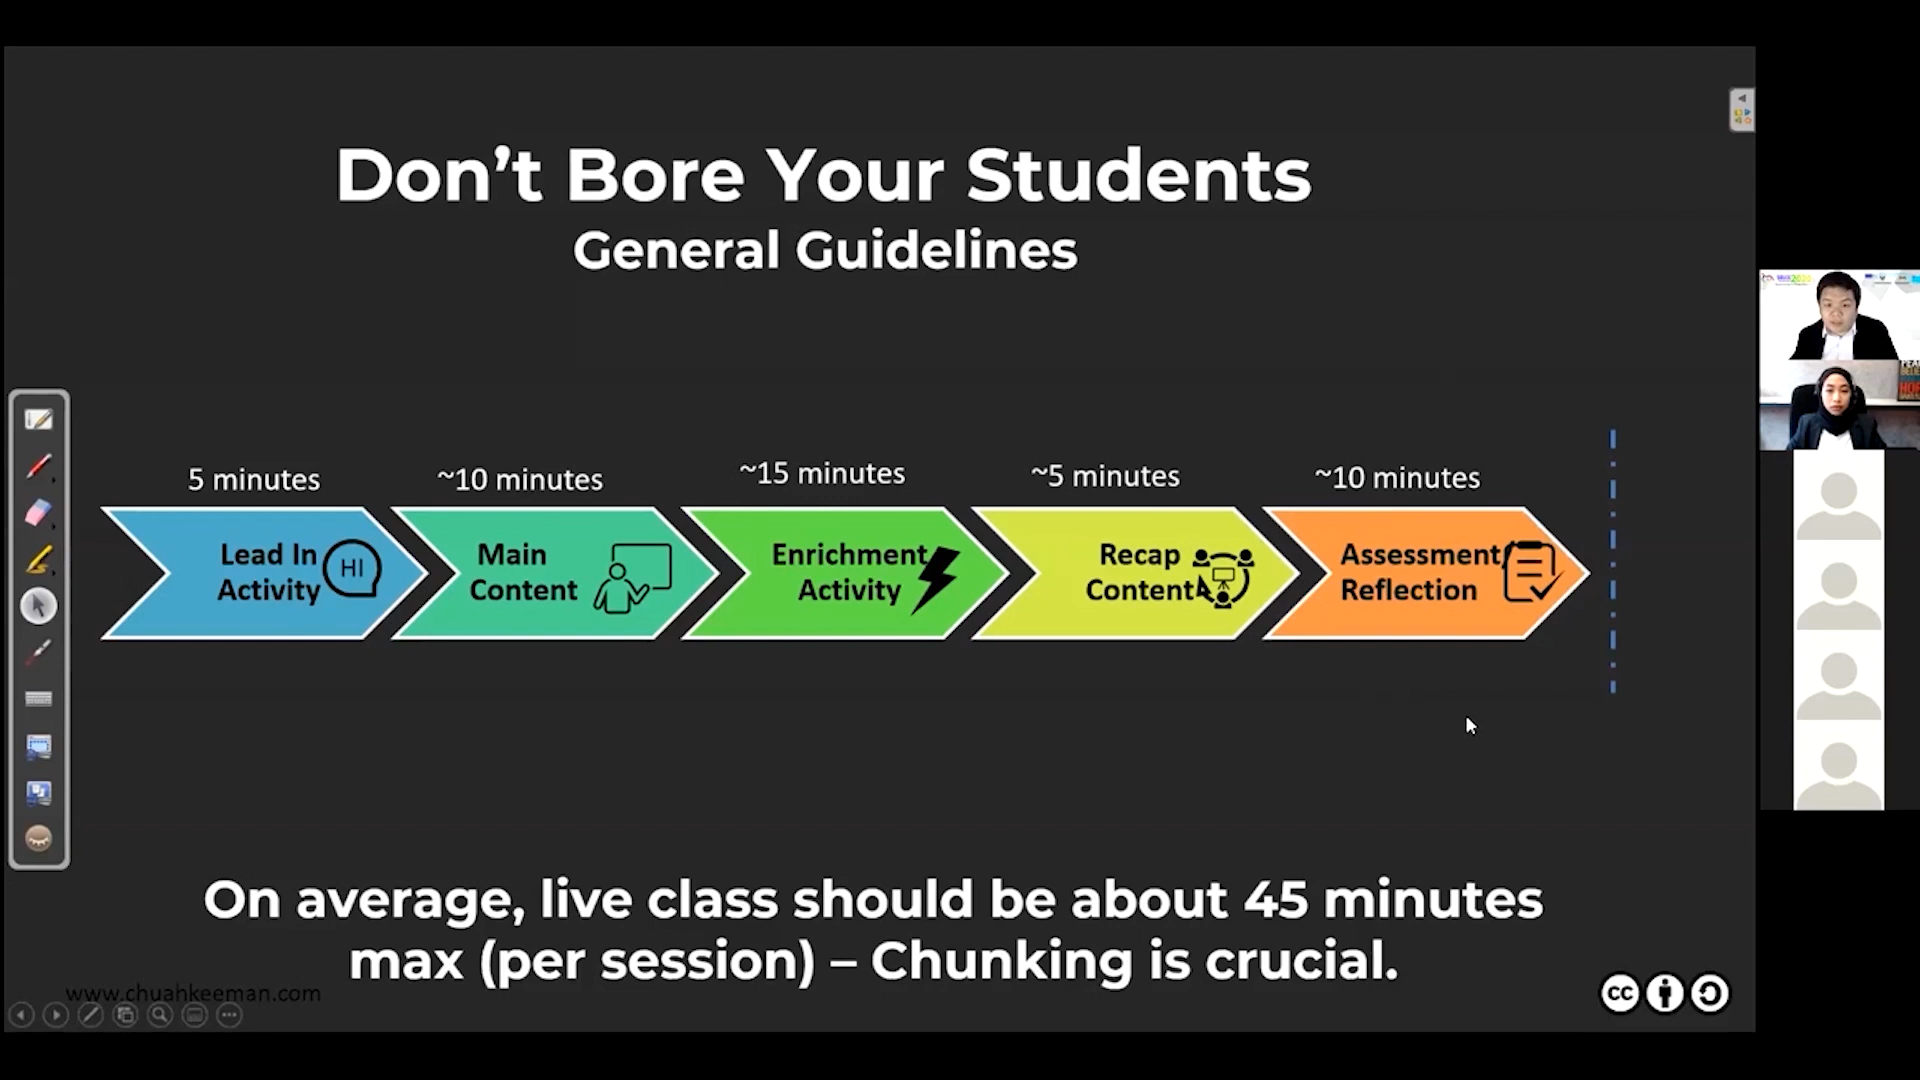 Don't Bore Your Students
General Guidelines
5 minutes
~10 minutes
~15 minutes
~5 minutes
~10 minutes
Lead In
Activity
HI
Main
Content
Enrichment
Activity
Recap
Content
Assessment/
Reflection
On average, live class should be about 45 minutes
max (per session) – Chunking is crucial.
www.chuahkeeman.com
cc